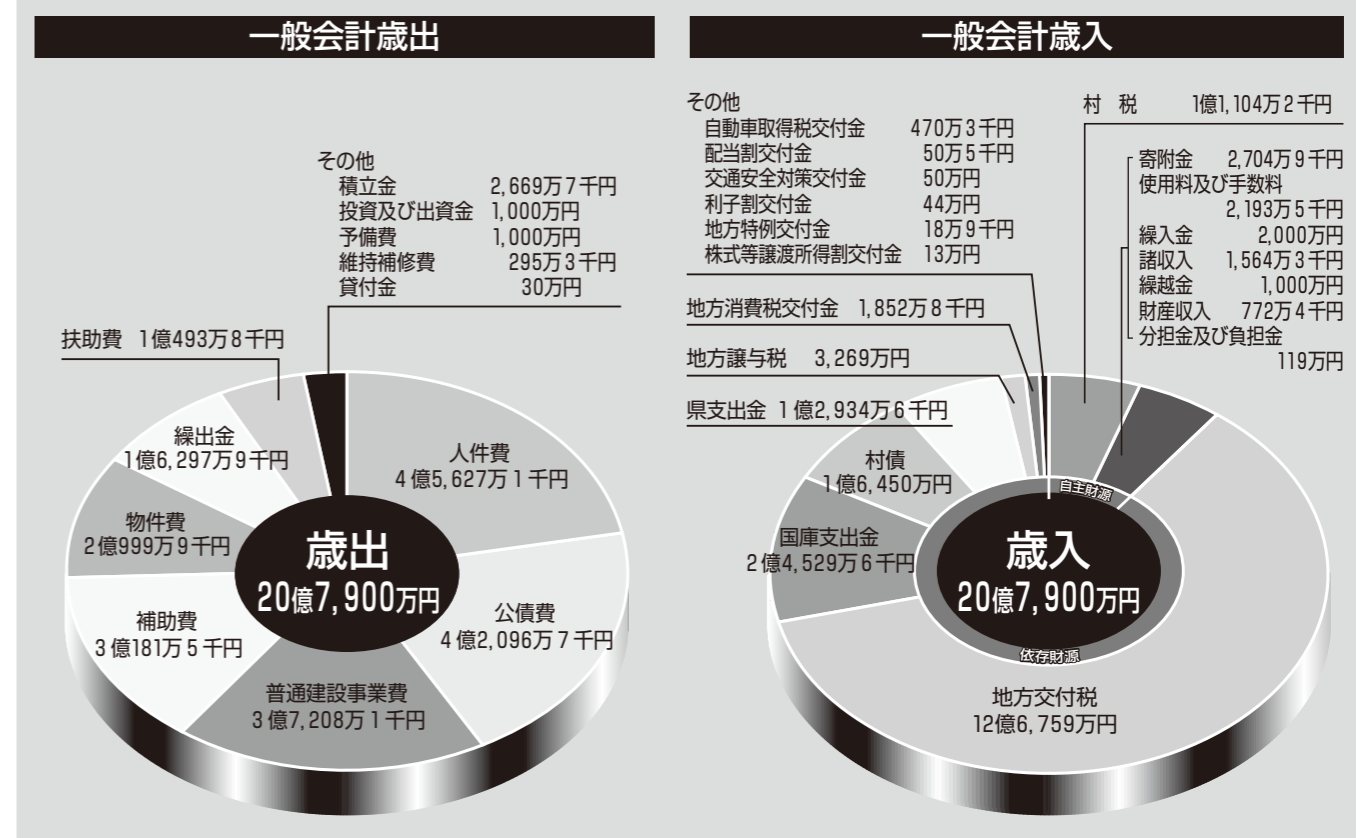 一般会計歳出
その他
積立金 2,669万7千円
投資及び出資金 1,000万円
予備費 1,000万円
維持補修費 295万3千円
貸付金 30万円
扶助費 1億493万8千円
繰出金
1億6,297万9千円
人件費
4億5,627万1千円
物件費
2億999万9千円
歳出
20億7,900万円
補助費
3億181万5千円
公債費
4億2,096万7千円
普通建設事業費
3億7,208万1千円
一般会計歳入
その他
自動車取得税交付金 470万3千円
配当割交付金 50万5千円
交通安全対策交付金 50万円
利子割交付金 44万円
地方特例交付金 18万9千円
株式等譲渡所得割交付金 13万円
地方消費税交付金 1,852万8千円
地方譲与税 3,269万円
県支出金 1億2,934万6千円
村税 1億1,104万2千円
寄附金 2,704万9千円
使用料及び手数料
2,193万5千円
繰入金 2,000万円
諸収入 1,564万3千円
繰越金 1,000万円
財産収入 772万4千円
分担金及び負担金
119万円
村債
1億6,450万円
自主財源
国庫支出金
2億4,529万6千円
歳入
20億7,900万円
依存財源
地方交付税
12億6,759万円